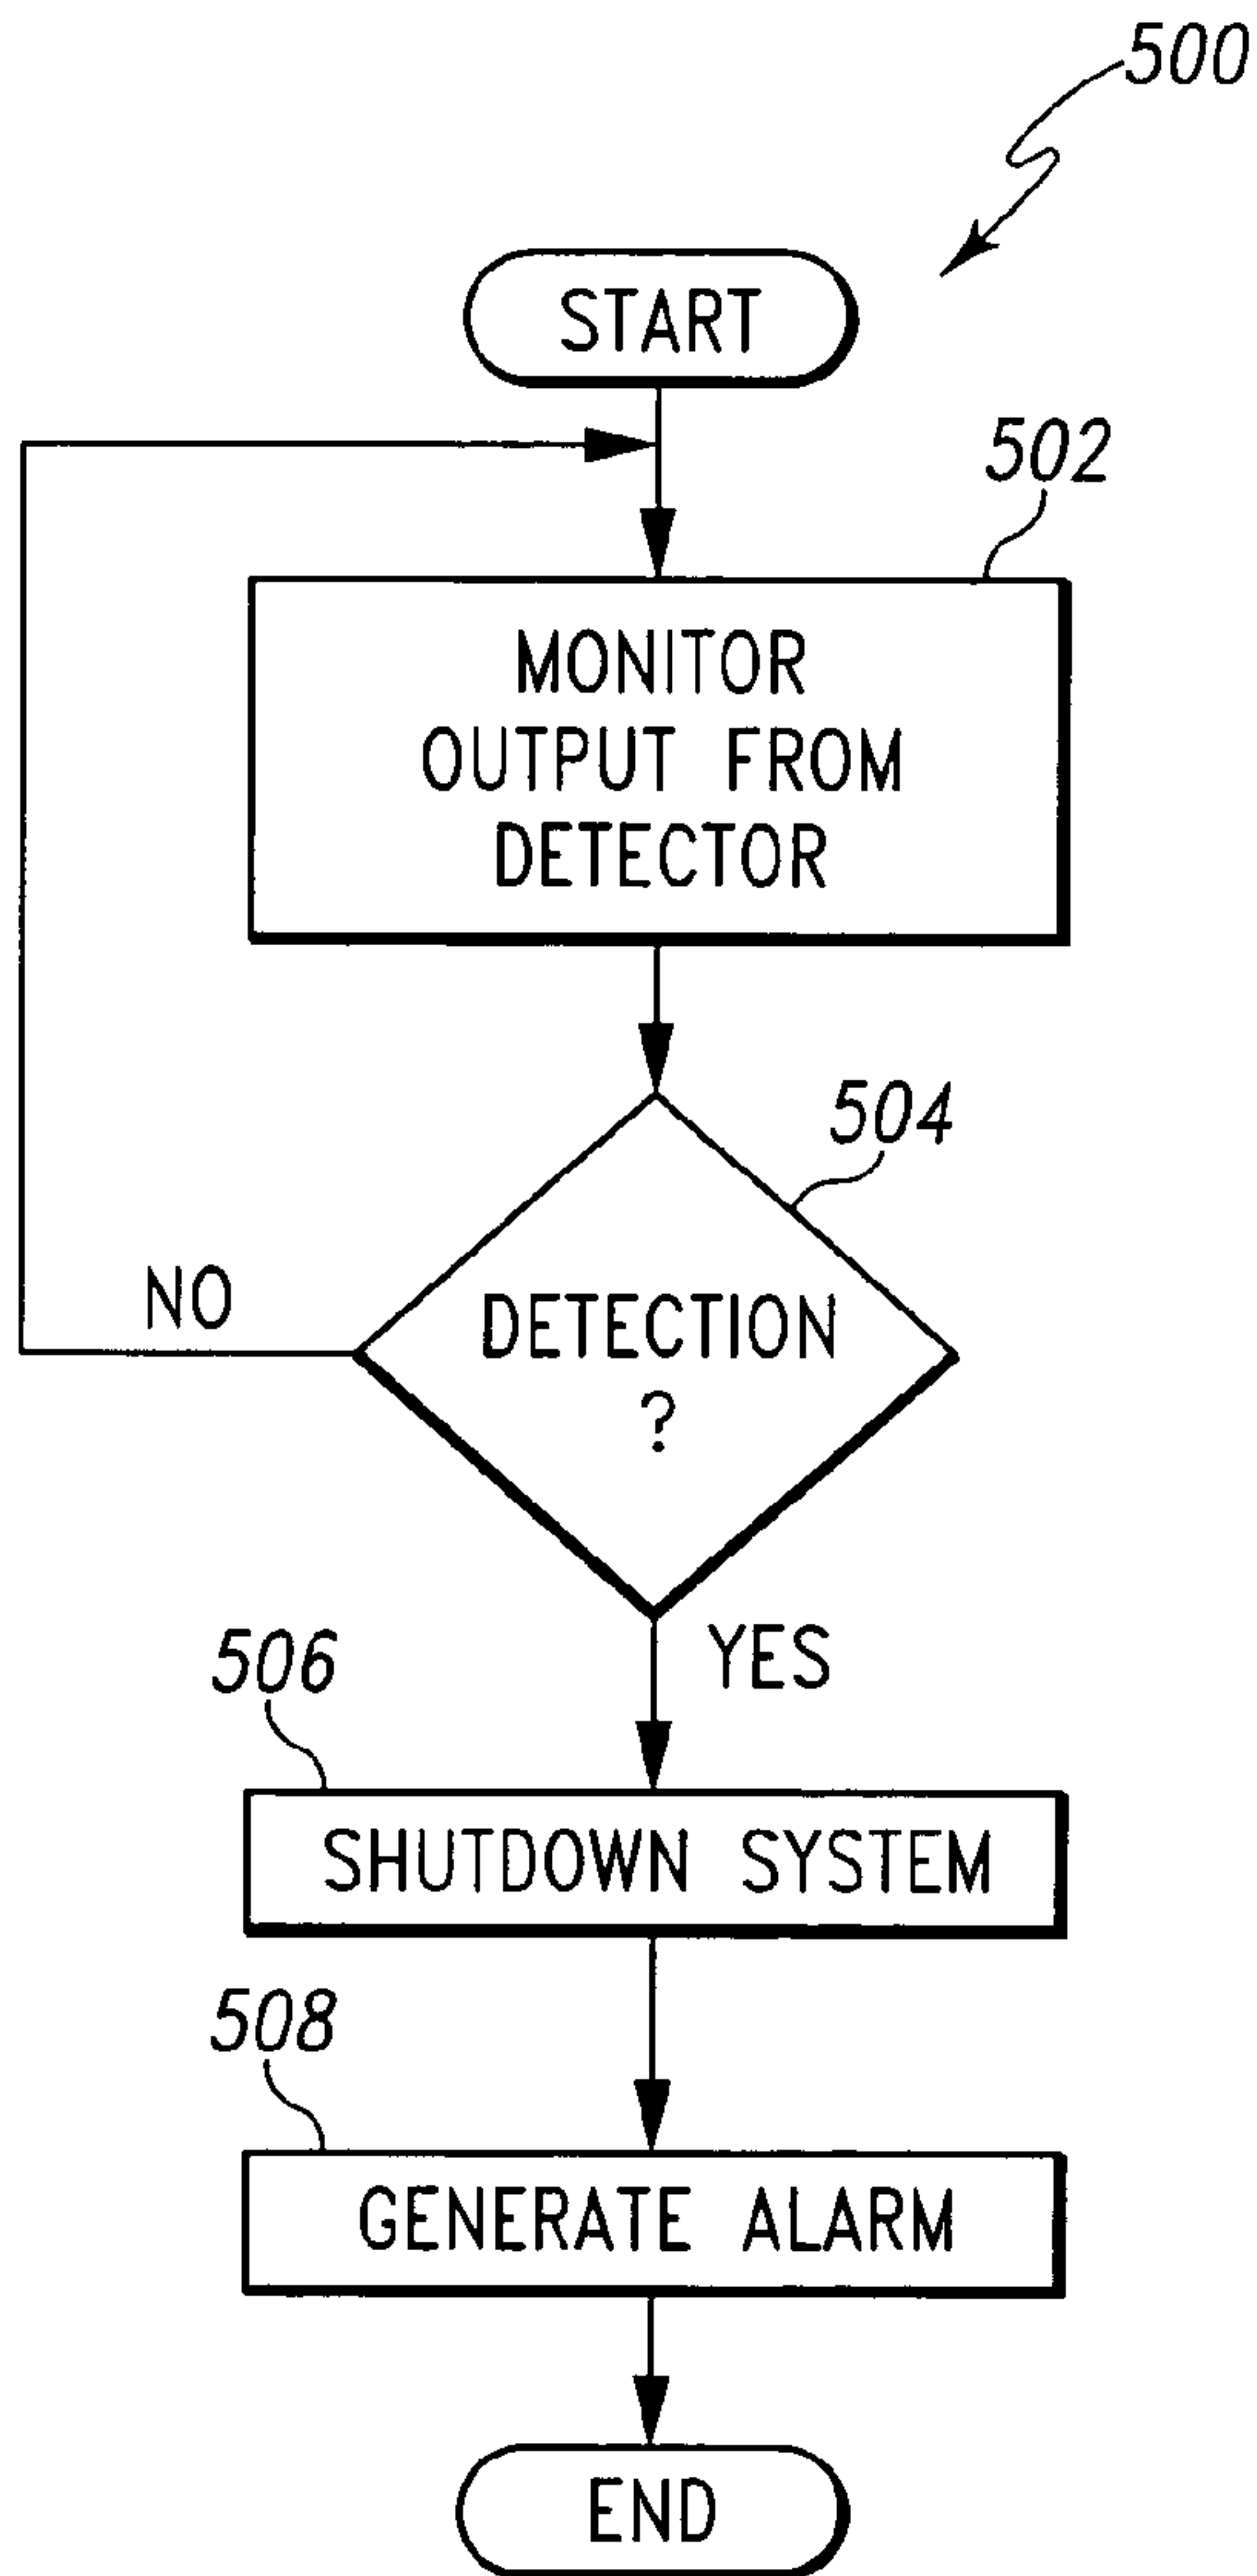 500
START
502
MONITOR
OUTPUT FROM
DETECTOR
504
NO
DETECTION
?
YES
506
SHUTDOWN SYSTEM
508
GENERATE ALARM
END